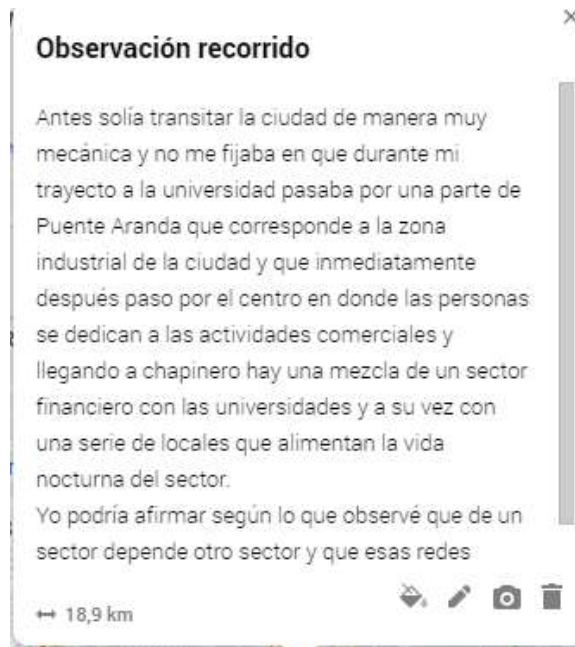 Observación recorrido
Antes solía transitar la ciudad de manera muy
mecánica y no me fijaba en que durante mi
trayecto a la universidad pasaba por una parte de
Puente Aranda que corresponde a la zona
industrial de la ciudad y que inmediatamente
después paso por el centro en donde las personas
se dedican a las actividades comerciales y
llegando a chapinero hay una mezcla de un sector
financiero con las universidades y a su vez con
una serie de locales que alimentan la vida
nocturna del sector.
Yo podría afirmar según lo que observé que de un
sector depende otro sector y que esas redes
18,9 km